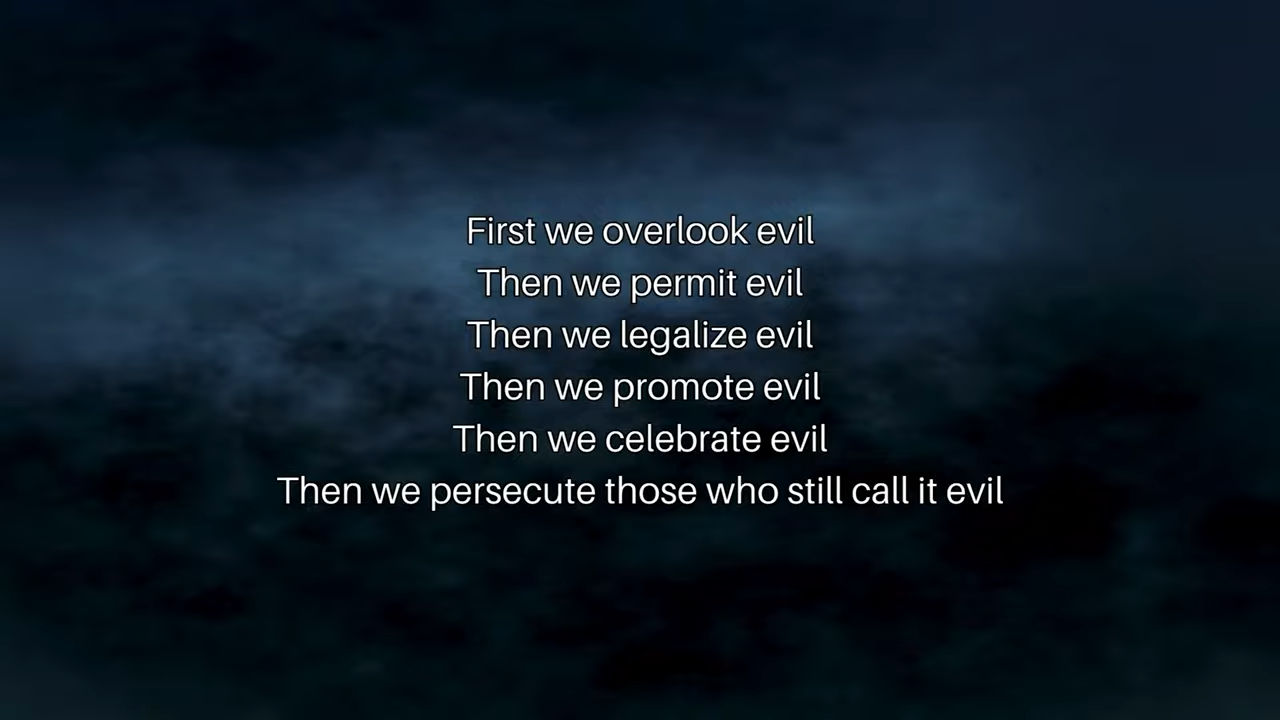 First we overlook evil
Then we permit evil
Then we legalize evil
Then we promote evil
Then we celebrate evil
Then we persecute those who still call it evil